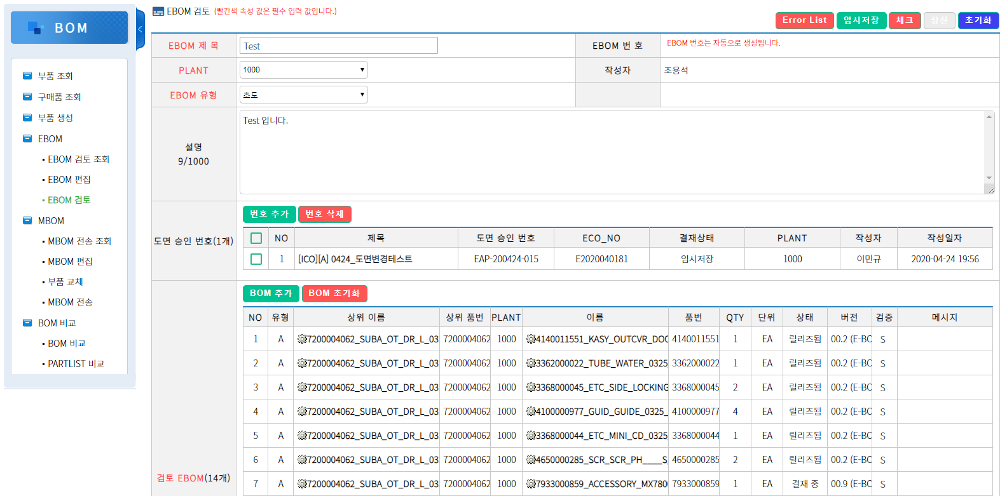 BOM
부품 조회
구매품 조회
부품 생성
EBOM
EBOM 검토 조회
EBOM 편집
EBOM 검토
MBOM
MBOM 전송 조회
MBOM 편집
부품 교체
MBOM 전송
BOM 비교
BOM 비교
PARTLIST 비교
EBOM 검토 (빨간색 속성 값은 필수 입력 값입니다.)
Error List 임시저장 체크 상신 초기화
EBOM 제 목 Test EBOM 번 호 EBOM 번호는 자동으로 생성됩니다.
PLANT 1000 작성자 조용석
EBOM 유형 초도
설명
9/1000
Test 입니다.
도면 승인 번호(1개)
번호 추가 번호 삭제
NO 제목 도면 승인 번호 ECO_NO 결재상태 PLANT 작성자 작성일자
1 [ICO][A] 0424_도면변경테스트 EAP-200424-015 E2020040181 임시저장 1000 이민규 2020-04-24 19:56
검토 EBOM(14개)
BOM 추가 BOM 초기화
NO 유형 상위 이름 상위 품번 PLANT 이름 품번 QTY 단위 상태 버전 검증 메시지
1 A 7200004062_SUBA_OT_DR_L_03 7200004062 1000 4140011551_KASY_OUTCVR_DOC 4140011551 1 EA 릴리즈됨 00.2 (E-BO S
2 A 7200004062_SUBA_OT_DR_L_03 7200004062 1000 3362000022_TUBE_WATER_0325_ 3362000022 1 EA 릴리즈됨 00.2 (E-BO S
3 A 7200004062_SUBA_OT_DR_L_03 7200004062 1000 3368000045_ETC_SIDE_LOCKING 3368000045 2 EA 릴리즈됨 00.2 (E-BO S
4 A 7200004062_SUBA_OT_DR_L_03 7200004062 1000 4100000977_GUID_GUIDE_0325_ 4100000977 4 EA 릴리즈됨 00.2 (E-BO S
5 A 7200004062_SUBA_OT_DR_L_03 7200004062 1000 3368000044_ETC_MINI_CD_0325_ 3368000044 1 EA 릴리즈됨 00.2 (E-BO S
6 A 7200004062_SUBA_OT_DR_L_03 7200004062 1000 4650000285_SCR_SCR_PH____S_ 4650000285 2 EA 릴리즈됨 00.2 (E-BO S
7 A 7200004062_SUBA_OT_DR_L_03 7200004062 1000 7933000859_ACCESSORY_MX780 7933000859 1 EA 결재 중 00.9 (E-BO S